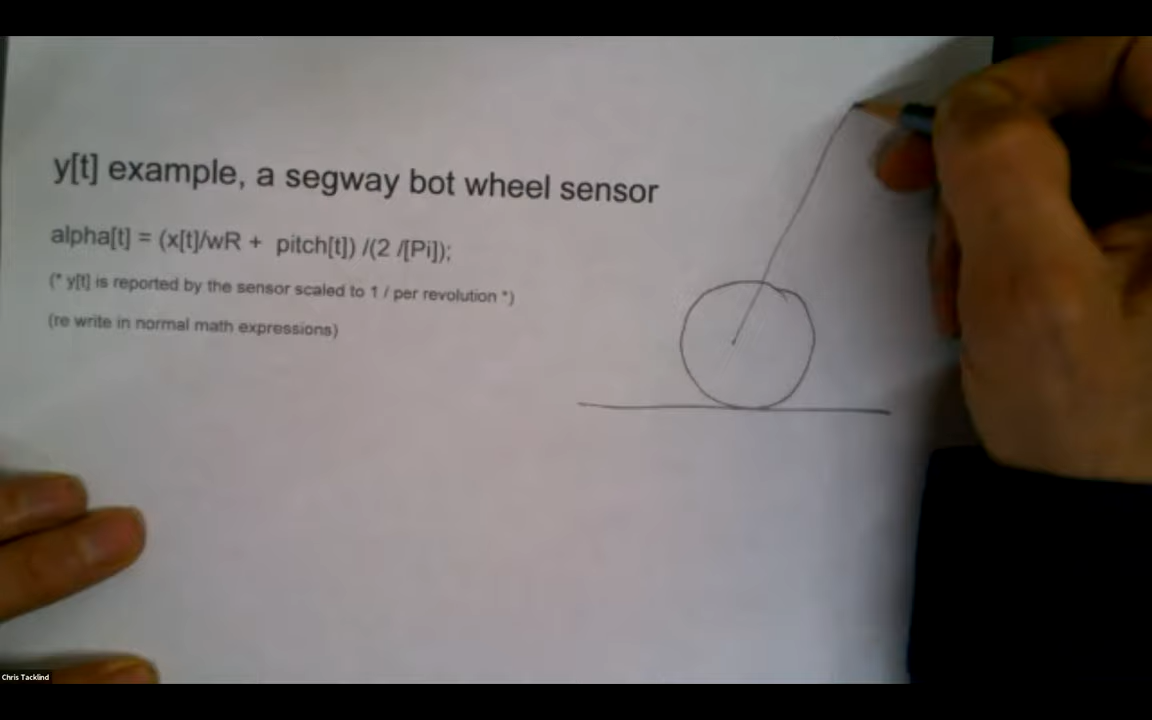 y[t] example, a segway bot wheel sensor
alpha[t] = (x[t]/wR + pitch[t]) /(2 /[Pi]);
(* y[t] is reported by the sensor scaled to 1 / per revolution *)
(re write in normal math expressions)
Chris Tacklind